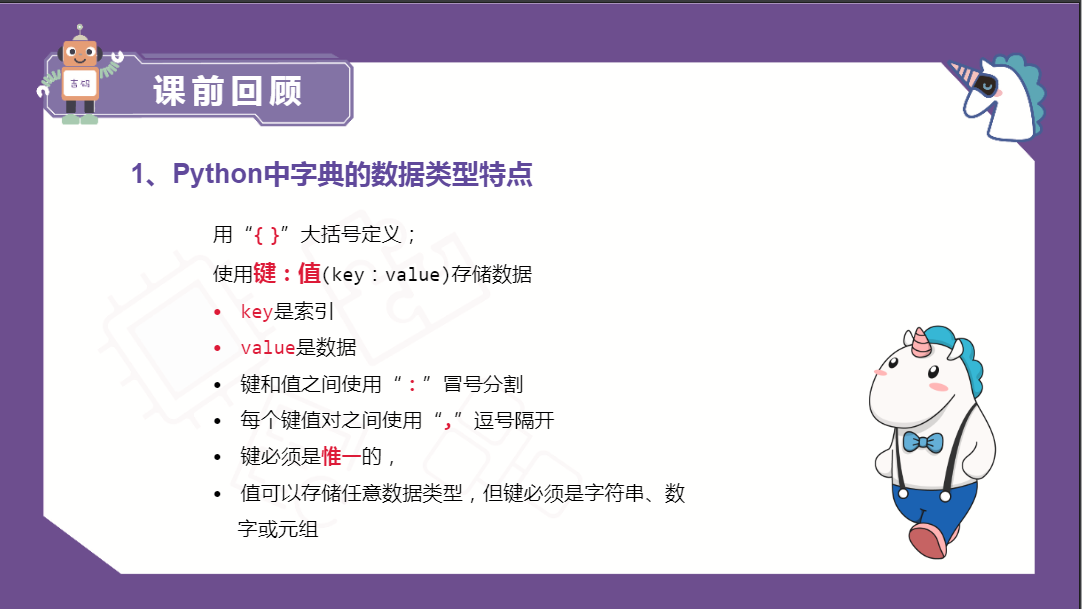 吉码
课前回顾
1、Python中字典的数据类型特点
用“{ }”大括号定义；
使用键：值(key：value)存储数据
• key是索引
• value是数据
• 键和值之间使用“：”冒号分割
• 每个键值对之间使用“,”逗号隔开
• 键必须是惟一的，
• 值可以存储任意数据类型，但键必须是字符串、数
字或元组